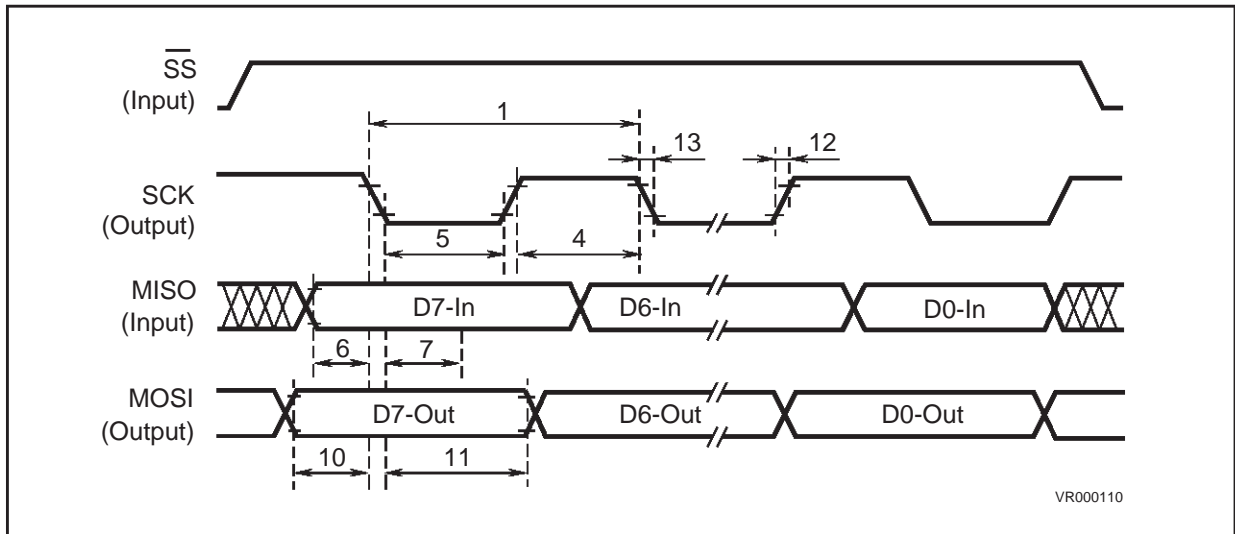 SS
(Input)
1
13
12
SCK
(Output)
5
4
MISO
(Input)
D7-In
D6-In
D0-In
6
7
MOSI
(Output)
D7-Out
D6-Out
D0-Out
10
11
VR000110